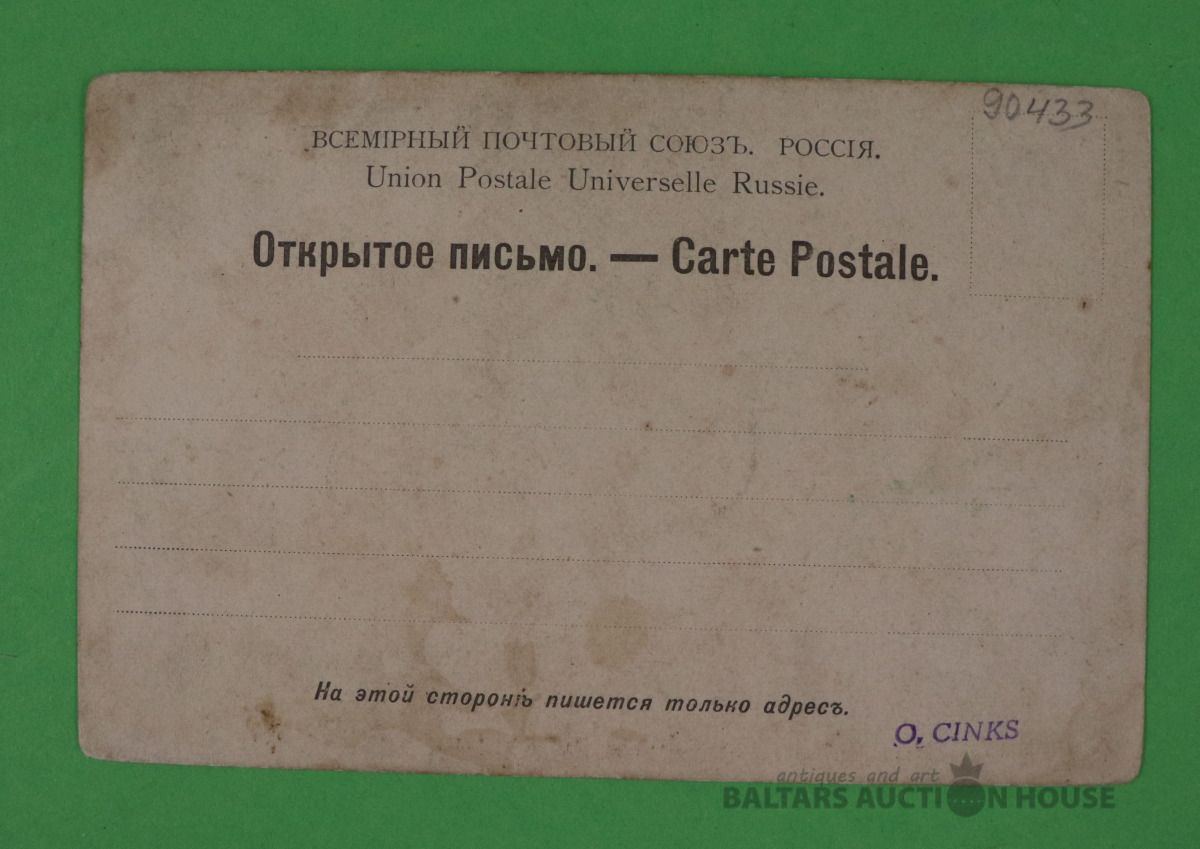 90433
ВСЕМІРНЫЙ ПОЧТОВЫЙ СОЮЗЪ. РОССІЯ.
Union Postale Universelle Russie.
Открытое письмо. — Carte Postale.
На этой сторонѣ пишется только адресъ.
O. CINKS
antiques and art
BALTARS AUCTION HOUSE